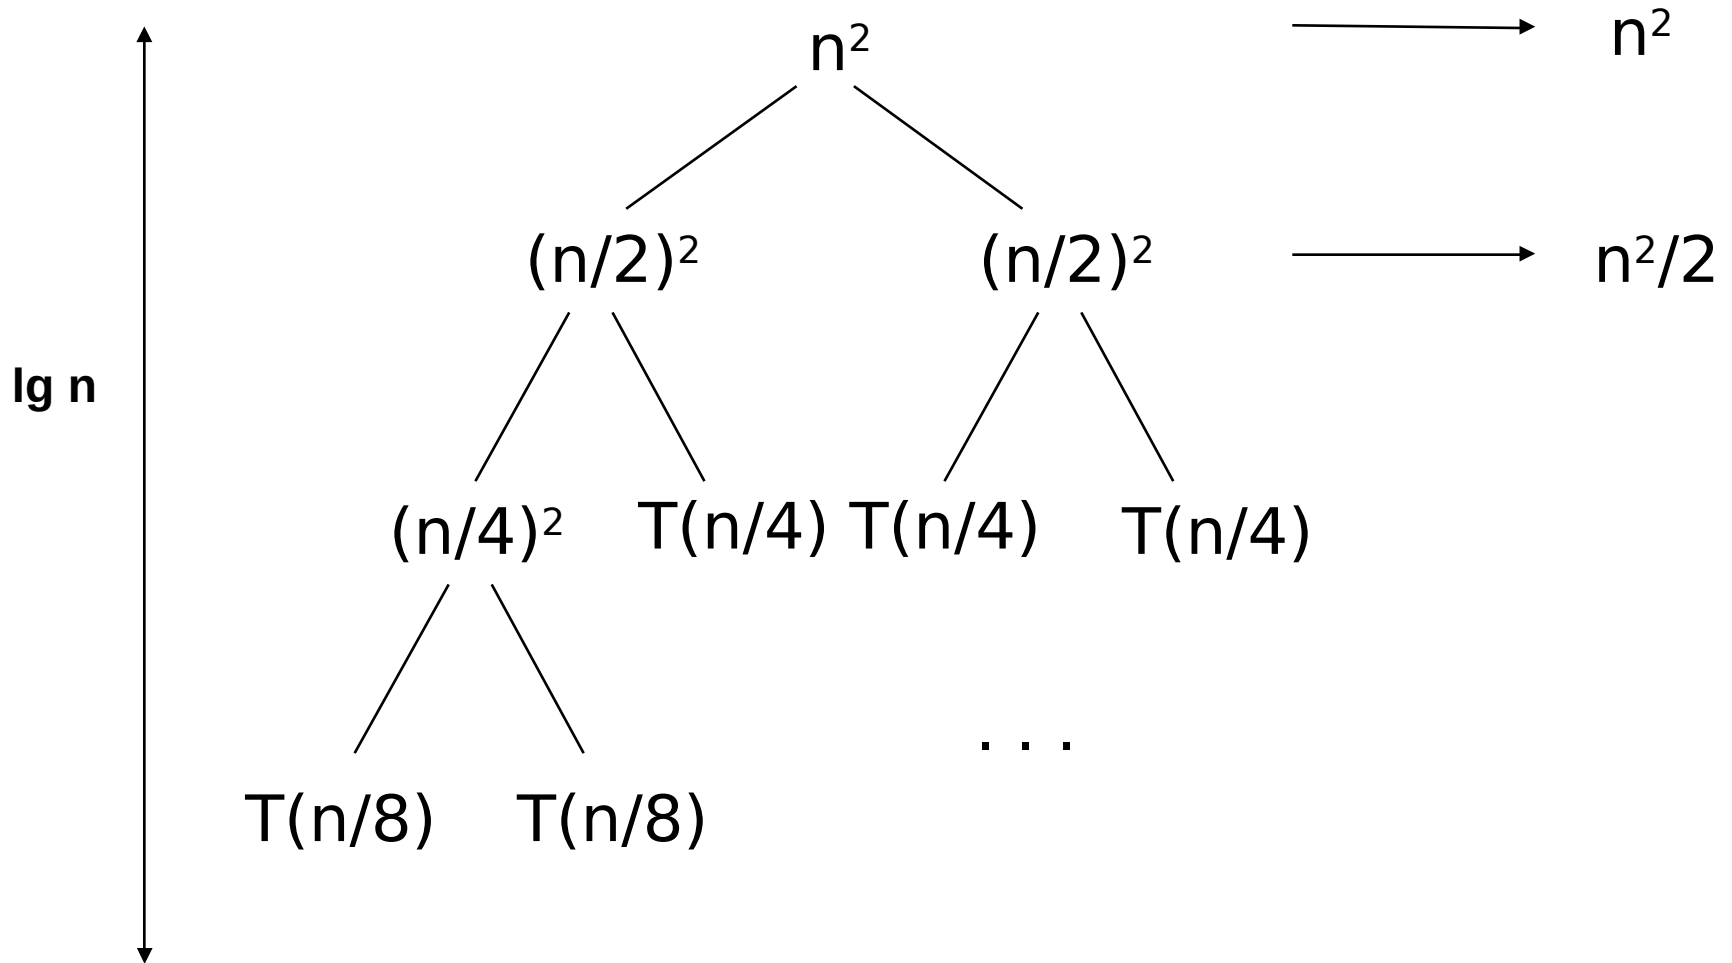 n² n²
(n/2)² (n/2)² n²/2
lg n
(n/4)² T(n/4) T(n/4) T(n/4)
. . .
T(n/8) T(n/8)